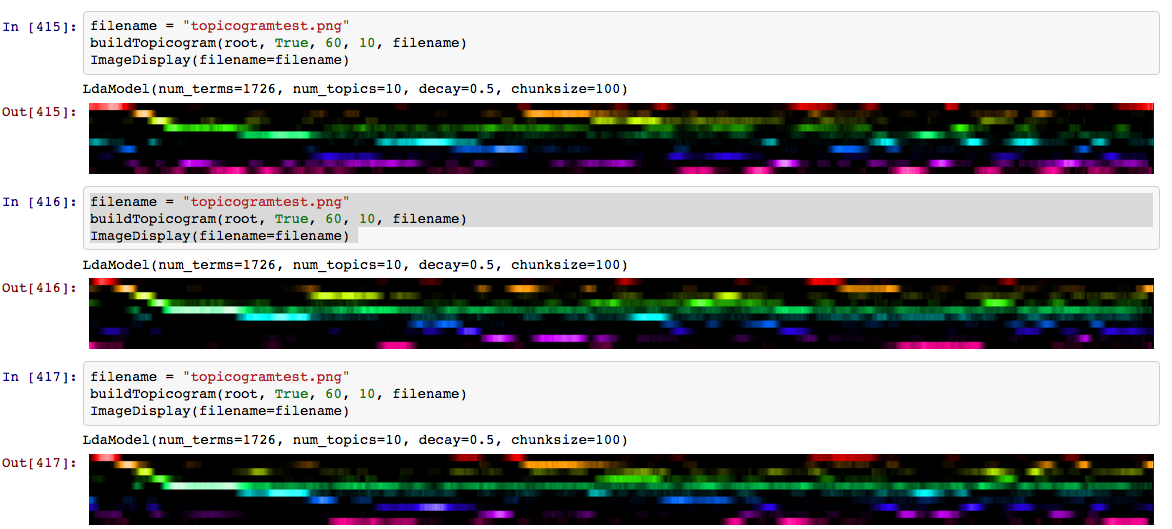 In [415]: filename = "topicogramtest.png"
buildTopicogram(root, True, 60, 10, filename)
ImageDisplay(filename=filename)
LdaModel(num_terms=1726, num_topics=10, decay=0.5, chunksize=100)
Out[415]:
In [416]: filename = "topicogramtest.png"
buildTopicogram(root, True, 60, 10, filename)
ImageDisplay(filename=filename)
LdaModel(num_terms=1726, num_topics=10, decay=0.5, chunksize=100)
Out[416]:
In [417]: filename = "topicogramtest.png"
buildTopicogram(root, True, 60, 10, filename)
ImageDisplay(filename=filename)
LdaModel(num_terms=1726, num_topics=10, decay=0.5, chunksize=100)
Out[417]: